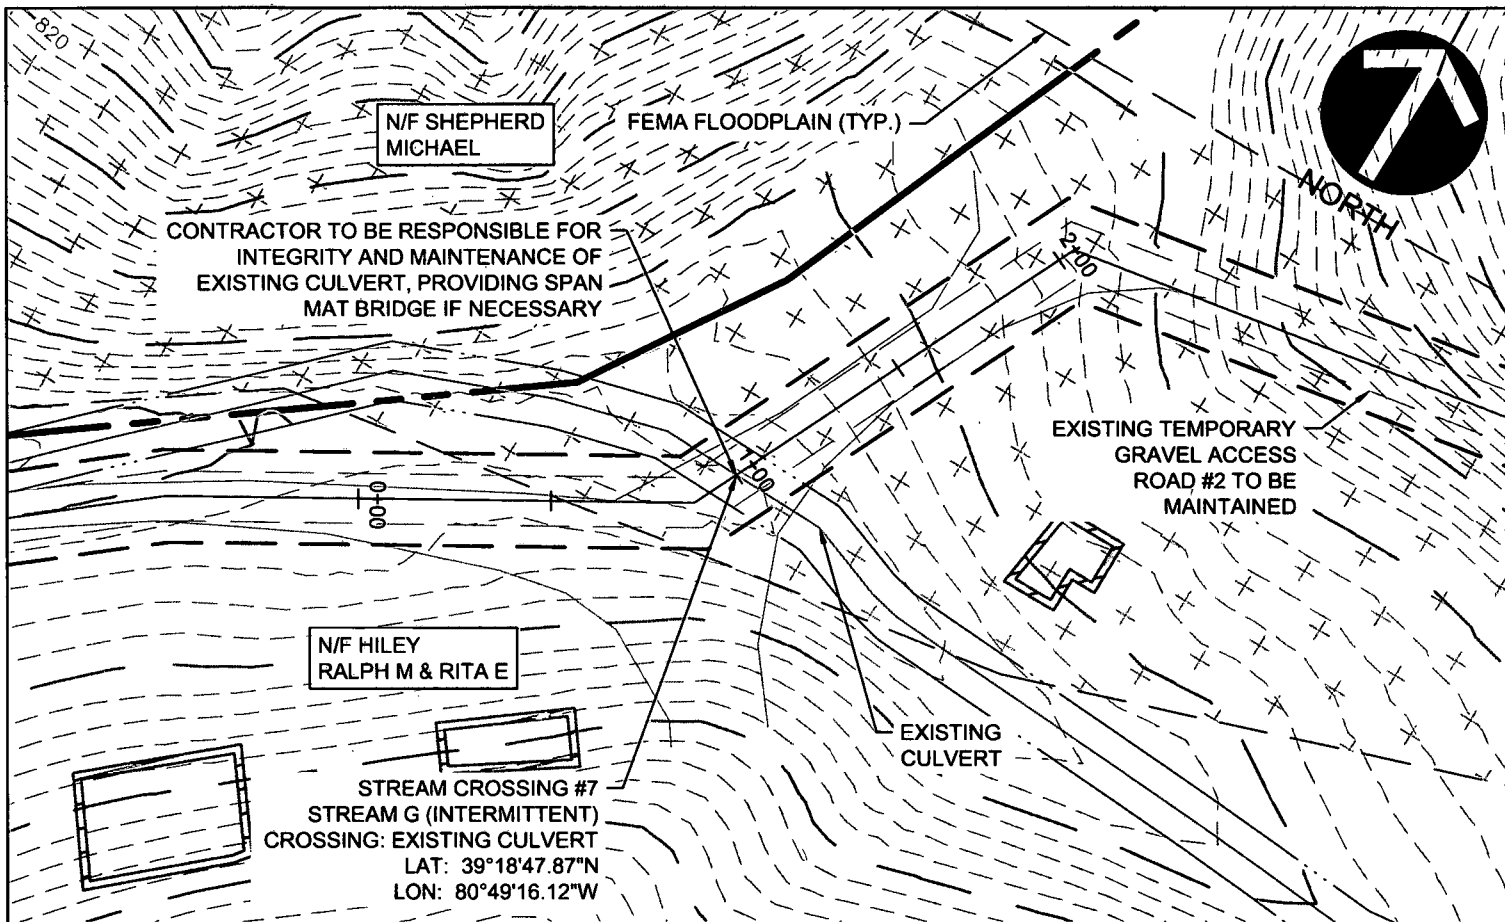 820
N/F SHEPHERD
MICHAEL
FEMA FLOODPLAIN (TYP.)
NORTH
CONTRACTOR TO BE RESPONSIBLE FOR
INTEGRITY AND MAINTENANCE OF
EXISTING CULVERT, PROVIDING SPAN
MAT BRIDGE IF NECESSARY
2+00
EXISTING TEMPORARY
GRAVEL ACCESS
ROAD #2 TO BE
MAINTAINED
1+00
0+00
N/F HILEY
RALPH M & RITA E
EXISTING
CULVERT
STREAM CROSSING #7
STREAM G (INTERMITTENT)
CROSSING: EXISTING CULVERT
LAT: 39°18'47.87"N
LON: 80°49'16.12"W